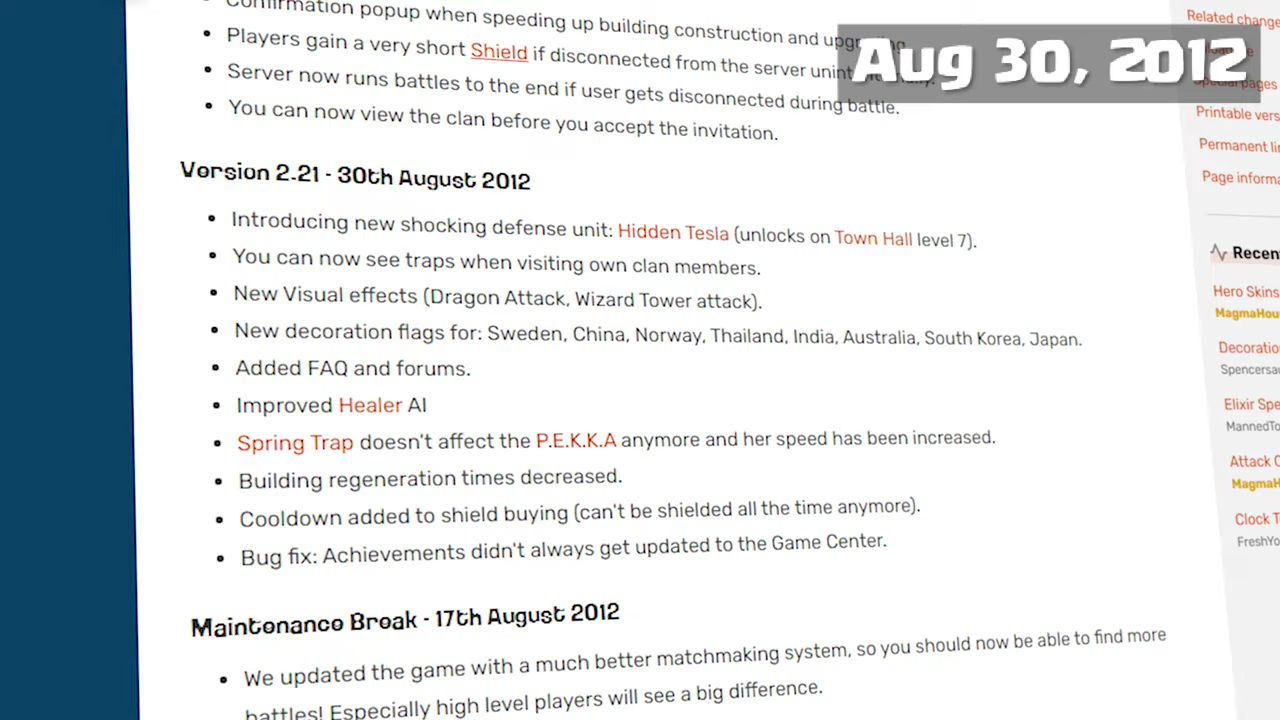 Confirmation popup when speeding up building construction and
Players gain a very short Shield if disconnected from the server
Server now runs battles to the end if user gets disconnected during battle.
You can now view the clan before you accept the invitation.
Version 2.21 - 30th August 2012
Introducing new shocking defense unit: Hidden Tesla (unlocks on Town Hall level 7).
You can now see traps when visiting own clan members.
New Visual effects (Dragon Attack, Wizard Tower attack).
New decoration flags for: Sweden, China, Norway, Thailand, India, Australia, South Korea, Japan.
Added FAQ and forums.
Improved Healer AI
Spring Trap doesn't affect the P.E.K.K.A anymore and her speed has been increased.
Building regeneration times decreased.
Cooldown added to shield buying (can't be shielded all the time anymore).
Bug fix: Achievements didn't always get updated to the Game Center.
Maintenance Break - 17th August 2012
We updated the game with a much better matchmaking system, so you should now be able to find more
battles! Especially high level players will see a big difference.
Aug 30, 2012
Related change
Special pages
Printable vers
Permanent li
Page informa
Recen
Hero Skins
MagmaHou
Decoratio
Spencersa
Elixir Spe
MannedTo
Attack C
MagmaH
Clock T
FreshYo